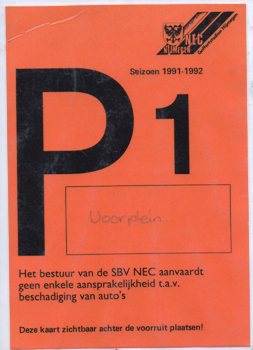 NEC
NIJMEGEN
Seizoen 1991-1992
P1
Voorplein.
Het bestuur van de SBV NEC aanvaardt
geen enkele aansprakelijkheid t.a.v.
beschadiging van auto's
Deze kaart zichtbaar achter de voorruit plaatsen!